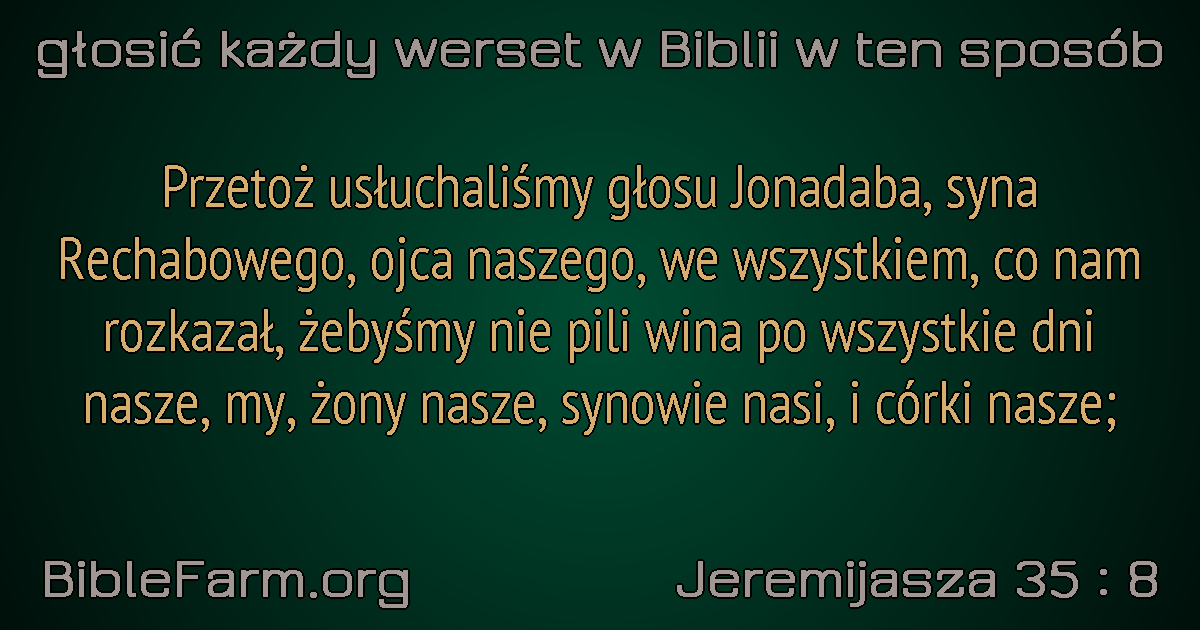 głosić każdy werset w Biblii w ten sposób
Przetoż usłuchaliśmy głosu Jonadaba, syna
Rechabowego, ojca naszego, we wszystkiem, co nam
rozkazał, żebyśmy nie pili wina po wszystkie dni
nasze, my, żony nasze, synowie nasi, i córki nasze;
BibleFarm.org
Jeremijasza 35 : 8